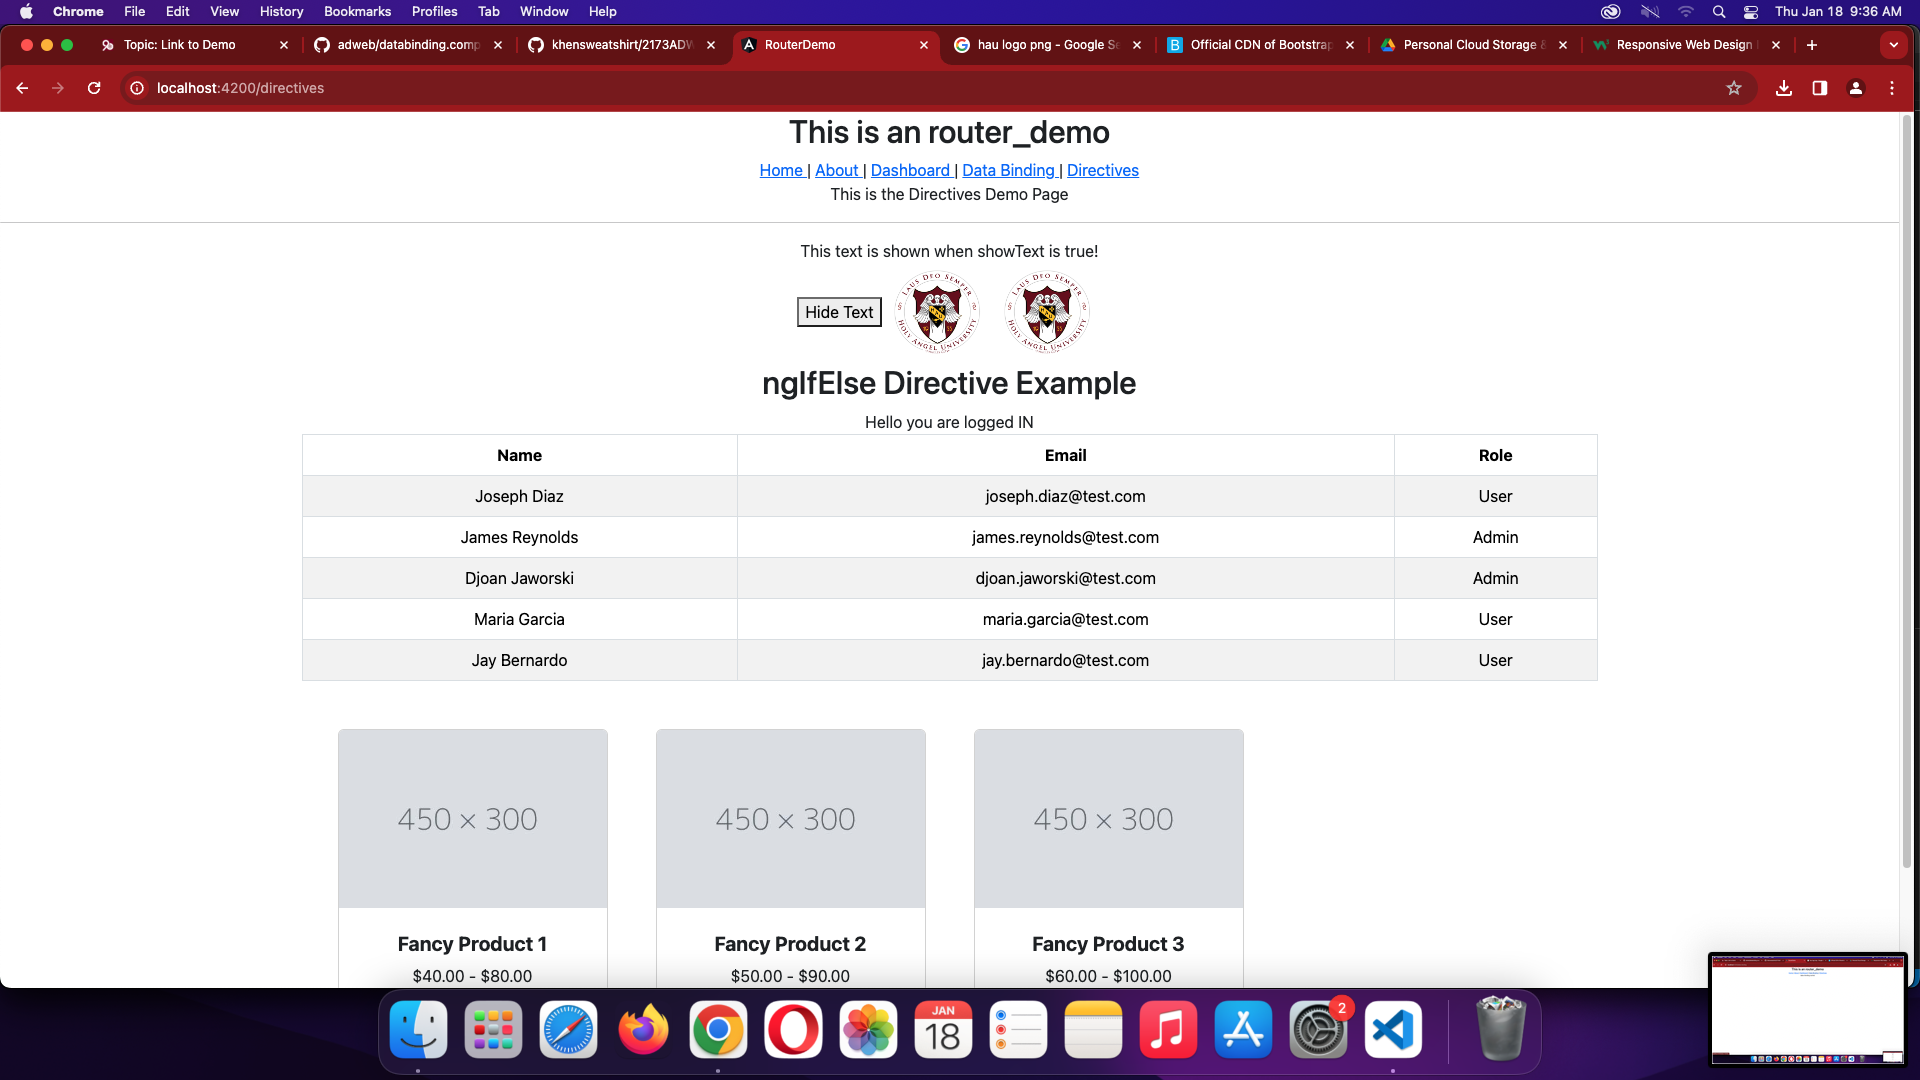 Chrome File Edit View History Bookmarks Profiles Tab Window Help Thu Jan 18 9:36 AM
Topic: Link to Demo
adweb/databinding.comp
khensweatshirt/2173ADW
RouterDemo
hau logo png - Google Se
Official CDN of Bootstrap
Personal Cloud Storage &
Responsive Web Design
localhost:4200/directives
This is an router_demo
Home | About | Dashboard | Data Binding | Directives
This is the Directives Demo Page
This text is shown when showText is true!
Hide Text
LAUS DEO SEMPER
HOLY ANGEL UNIVERSITY
LAUS DEO SEMPER
HOLY ANGEL UNIVERSITY
ngIfElse Directive Example
Hello you are logged IN
Name Email Role
Joseph Diaz joseph.diaz@test.com User
James Reynolds james.reynolds@test.com Admin
Djoan Jaworski djoan.jaworski@test.com Admin
Maria Garcia maria.garcia@test.com User
Jay Bernardo jay.bernardo@test.com User
450 × 300 450 × 300 450 × 300
Fancy Product 1 Fancy Product 2 Fancy Product 3
$40.00 - $80.00 $50.00 - $90.00 $60.00 - $100.00
JAN
18
2